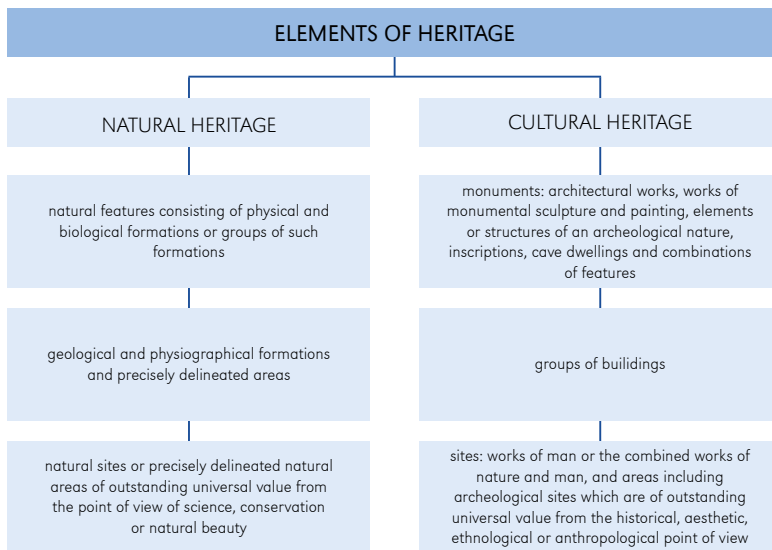 ELEMENTS OF HERITAGE
NATURAL HERITAGE
natural features consisting of physical and
biological formations or groups of such
formations
geological and physiographical formations
and precisely delineated areas
natural sites or precisely delineated natural
areas of outstanding universal value from
the point of view of science, conservation
or natural beauty
CULTURAL HERITAGE
monuments: architectural works, works of
monumental sculpture and painting, elements
or structures of an archeological nature,
inscriptions, cave dwellings and combinations
of features
groups of builidings
sites: works of man or the combined works of
nature and man, and areas including
archeological sites which are of outstanding
universal value from the historical, aesthetic,
ethnological or anthropological point of view